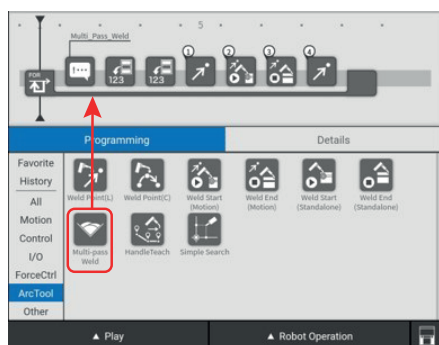 5
Multi_Pass_Weld
1 2 3 4
FOR
123 123
Programming Details
Favorite
History
All
Motion
Control
I/O
ForceCtrl
ArcTool
Other
Weld Point(L) Weld Point(C) Weld Start (Motion) Weld End (Motion) Weld Start (Standalone) Weld End (Standalone)
Multi-pass Weld HandleTeach Simple Search
▲ Play ▲ Robot Operation